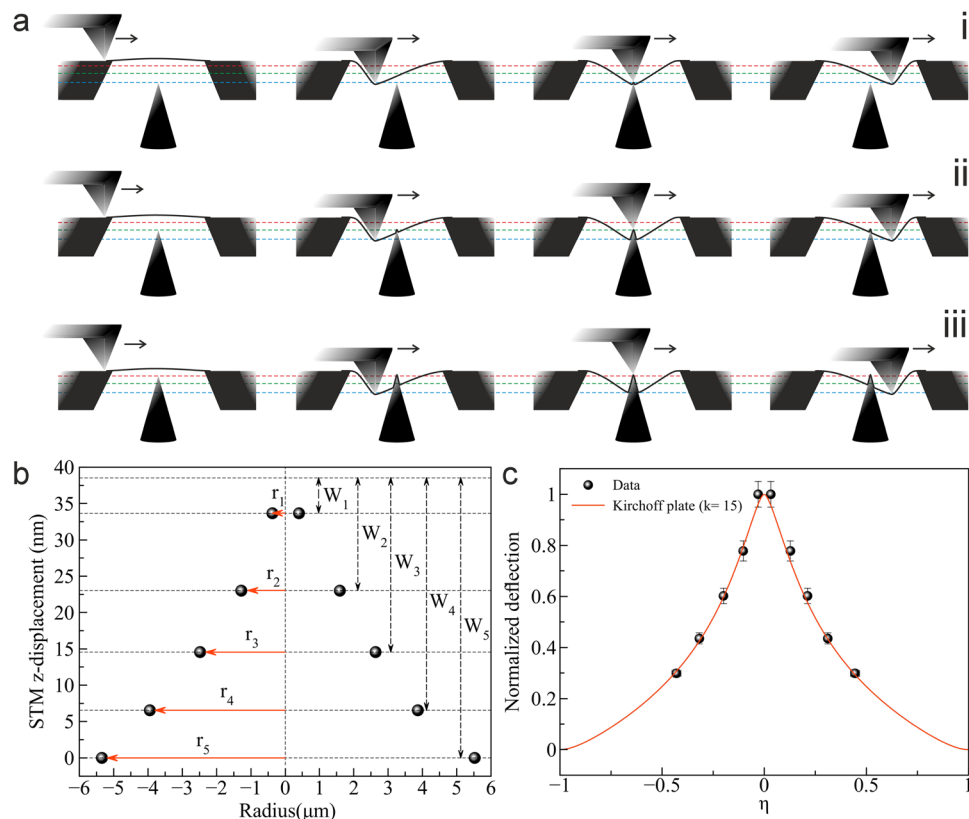 a
i
ii
iii
b
40
35
30
25
20
15
10
5
0
STM z-displacement (nm)
r1
r2
r3
r4
r5
W1
W2
W3
W4
W5
−6 −5 −4 −3 −2 −1 0 1 2 3 4 5 6
Radius(μm)
c
Data
Kirchoff plate (k= 15)
1
0.8
0.6
0.4
0.2
0
Normalized deflection
−1 −0.5 0 0.5 1
η